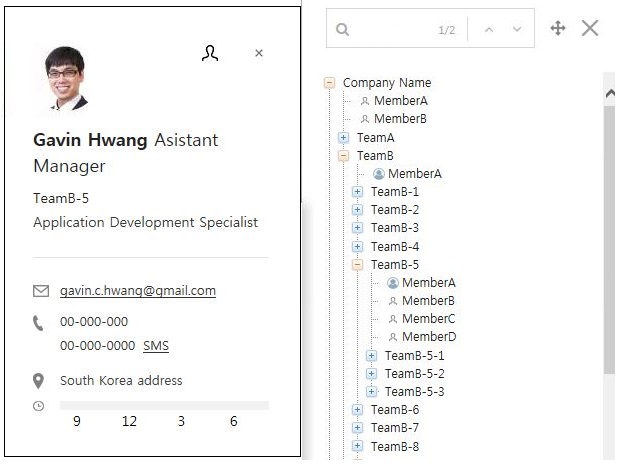 Gavin Hwang Asistant
Manager
TeamB-5
Application Development Specialist
gavin.c.hwang@gmail.com
00-000-000
00-000-0000 SMS
South Korea address
9 12 3 6
1/2
Company Name
MemberA
MemberB
TeamA
TeamB
MemberA
TeamB-1
TeamB-2
TeamB-3
TeamB-4
TeamB-5
MemberA
MemberB
MemberC
MemberD
TeamB-5-1
TeamB-5-2
TeamB-5-3
TeamB-6
TeamB-7
TeamB-8